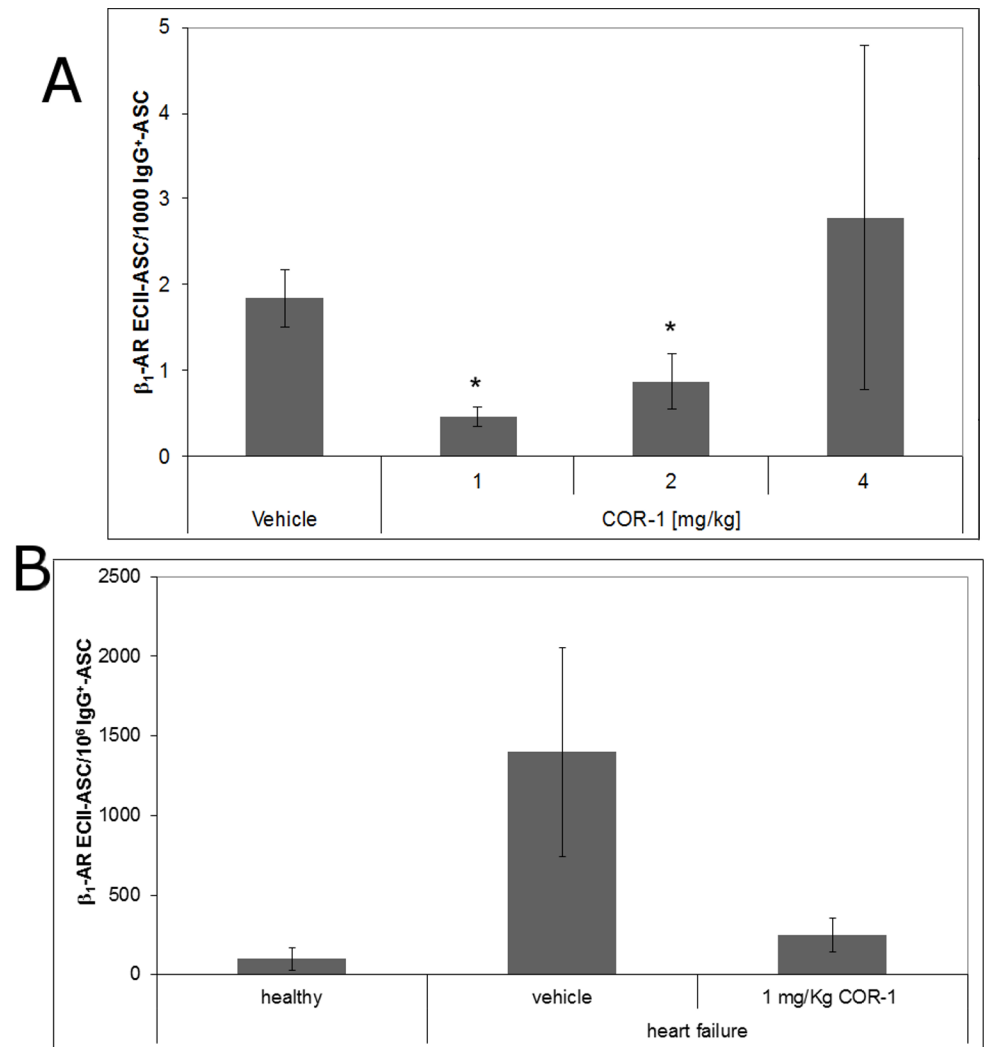 A
β₁-AR ECII-ASC/1000 IgG⁺-ASC
5
4
3
2
1
0
*
*
1 2 4
Vehicle COR-1 [mg/kg]
B
β₁-AR ECII-ASC/10⁶ IgG⁺-ASC
2500
2000
1500
1000
500
0
healthy vehicle 1 mg/Kg COR-1
heart failure